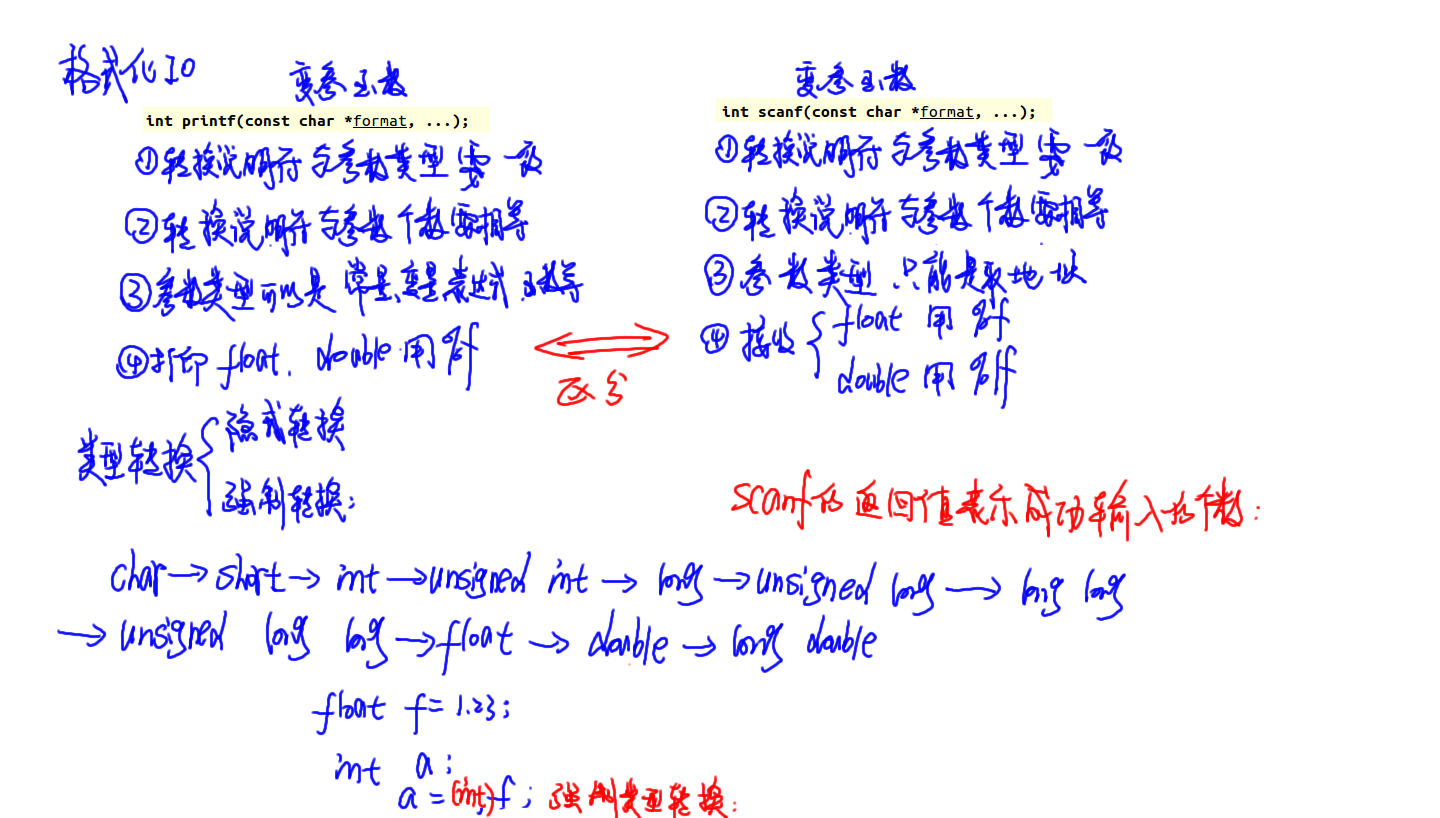 格式化IO
变参函数
int printf(const char *format, ...);
①转换说明符与参数类型要一致
②转换说明符与参数个数要相等
③参数类型可以是 常量、变量、表达式、函数等
④打印float、double用%f
变参函数
int scanf(const char *format, ...);
①转换说明符与参数类型要一致
②转换说明符与参数个数要相等
③参数类型只能是取地址
④接收
float 用 %f
double 用 %lf
区分
类型转换
隐式转换
强制转换:
scanf的返回值表示成功输入的个数:
char→short→int→unsigned int→long→unsigned long→long long
→unsigned long long→float→double→long double
float f=1.23;
int a;
a=(int)f; 强制类型转换: